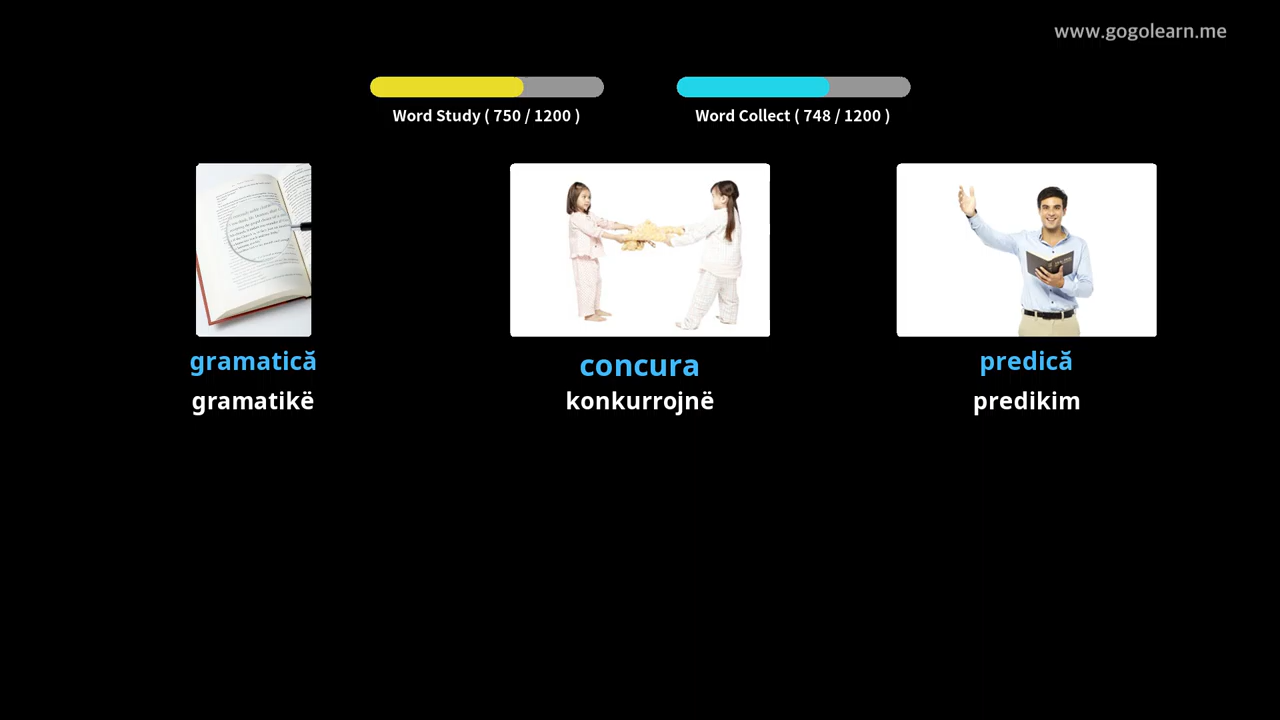 www.gogolearn.me
Word Study ( 750 / 1200 )
Word Collect ( 748 / 1200 )
gramatică
concura
predică
gramatikë
konkurrojnë
predikim